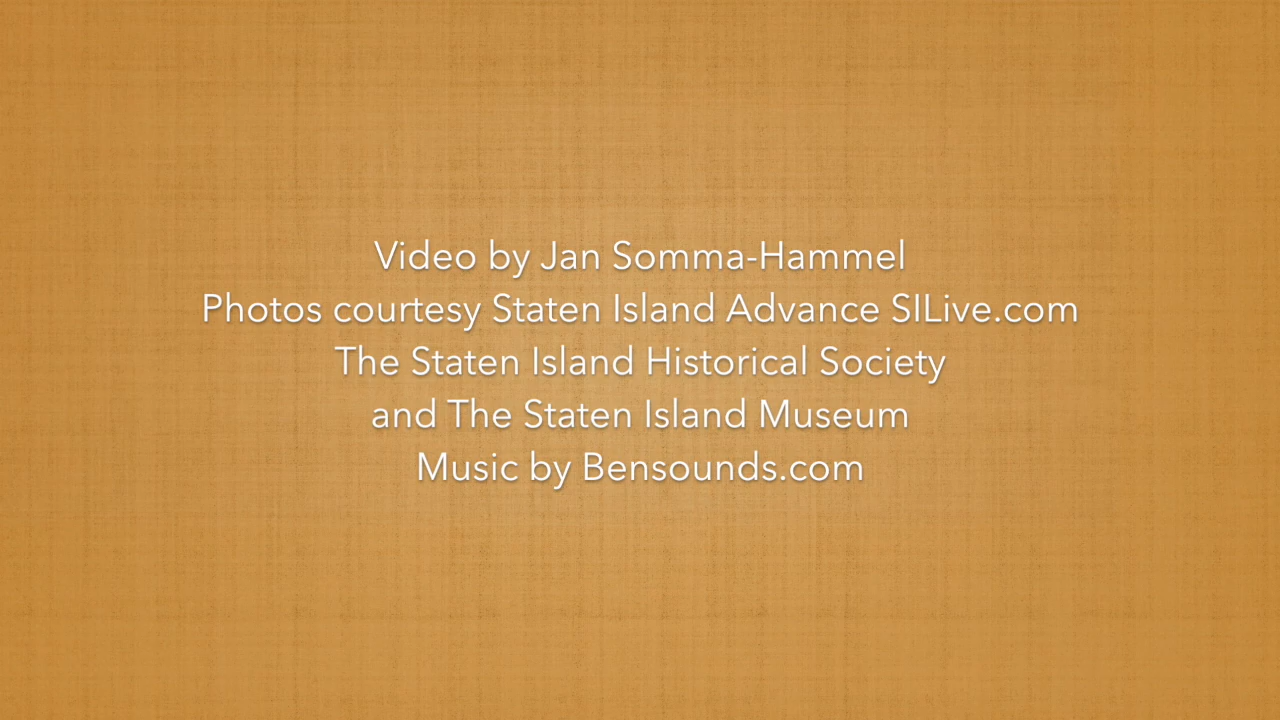 Video by Jan Somma-Hammel
Photos courtesy Staten Island Advance SILive.com
The Staten Island Historical Society
and The Staten Island Museum
Music by Bensounds.com